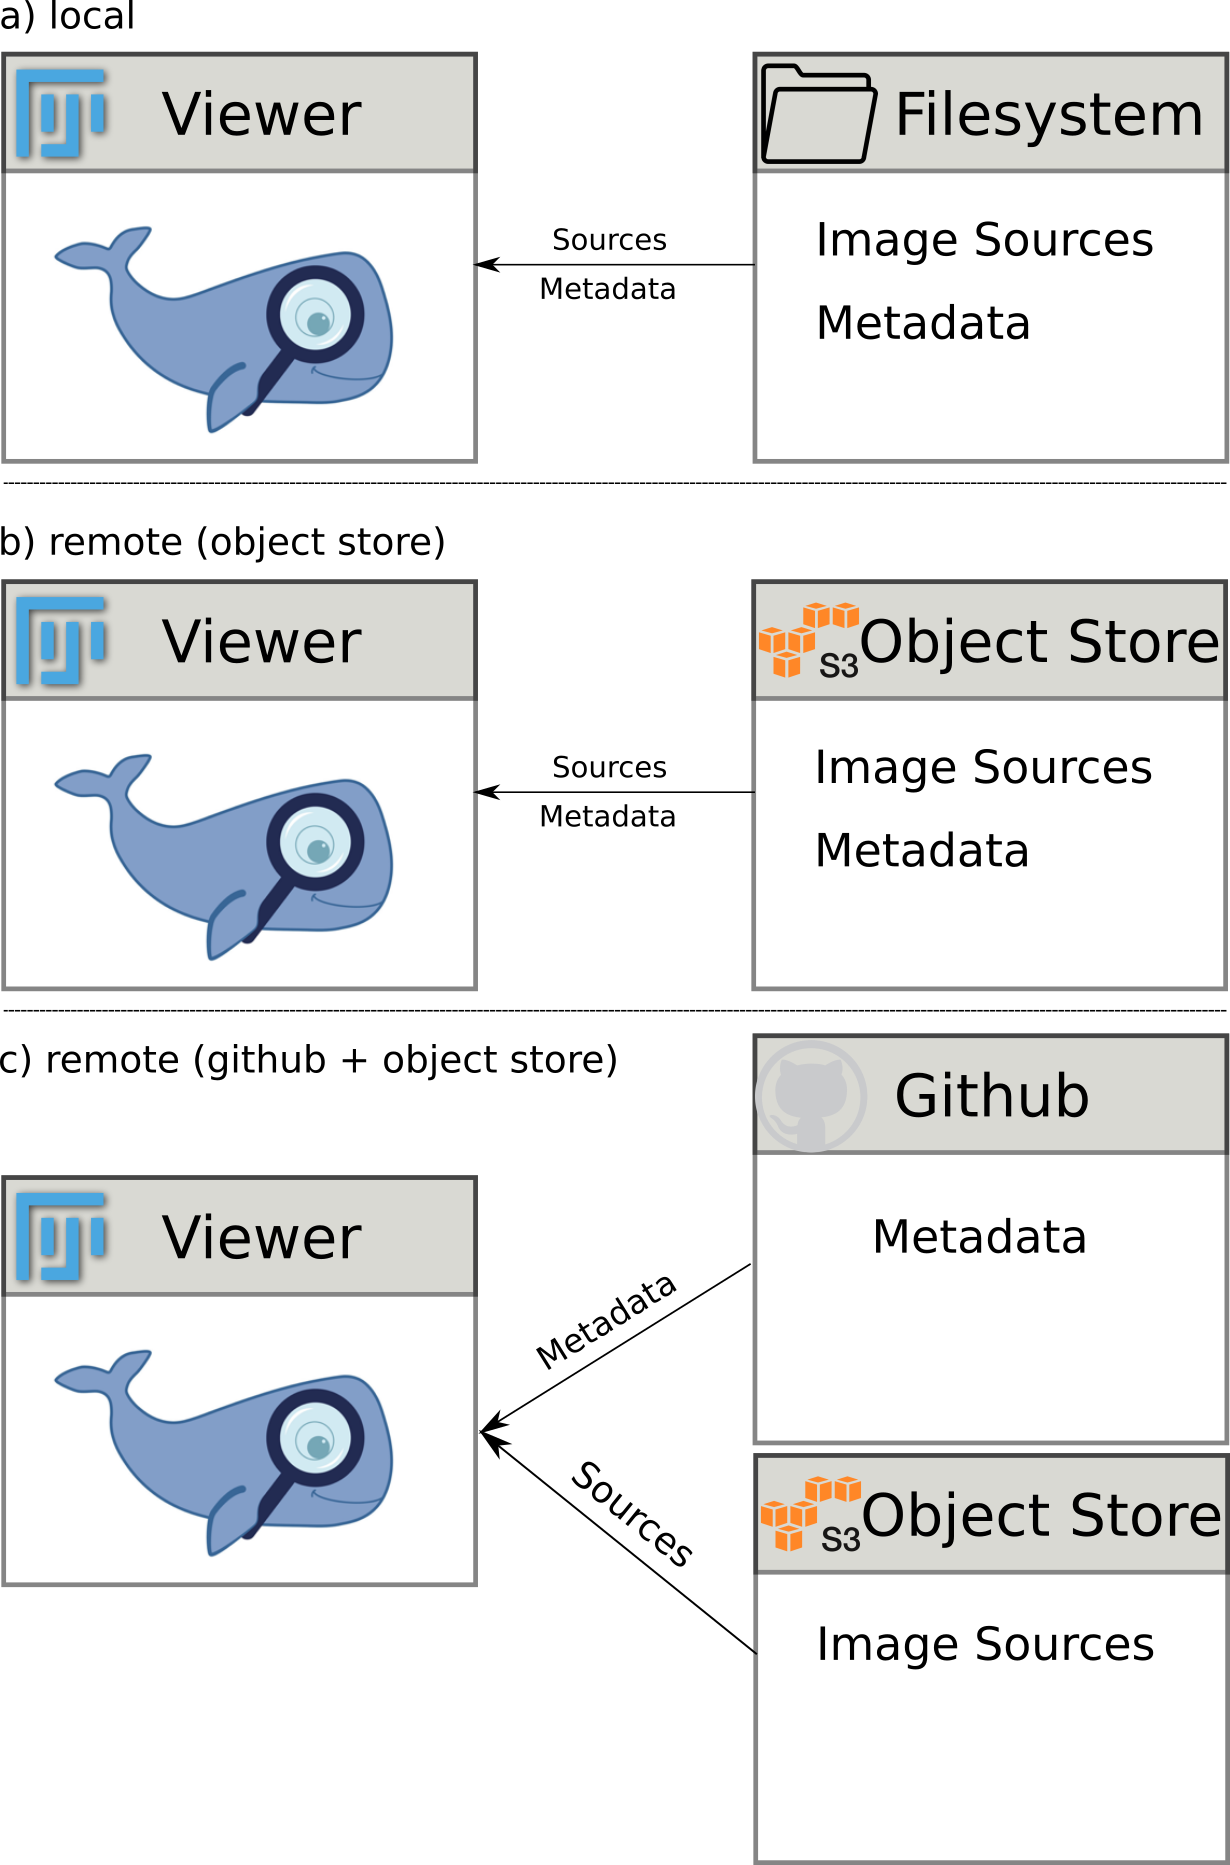 a) local
Viewer
Filesystem
Sources
Metadata
Image Sources
Metadata
b) remote (object store)
Viewer
S3
Object Store
Sources
Metadata
Image Sources
Metadata
c) remote (github + object store)
Github
Metadata
Viewer
Metadata
Sources
S3
Object Store
Image Sources